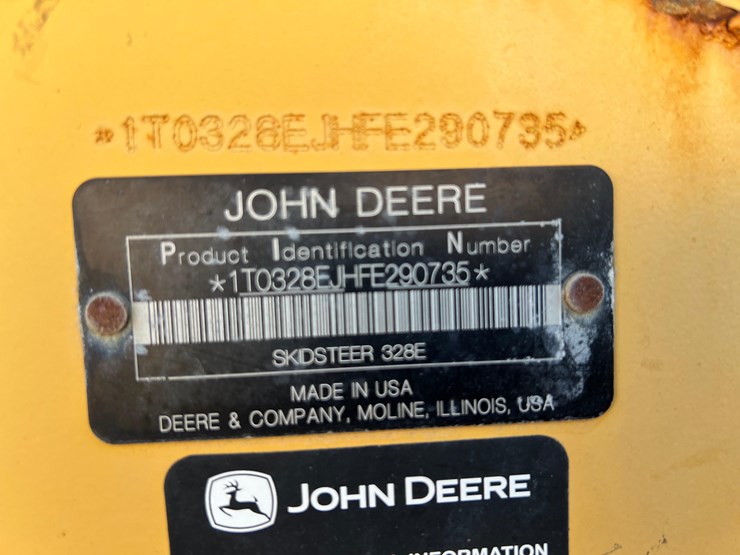 *1T0328EJHFE290735*
JOHN DEERE
Product Identification Number
*1T0328EJHFE290735*
SKIDSTEER 328E
MADE IN USA
DEERE & COMPANY, MOLINE, ILLINOIS, USA
JOHN DEERE
INFORMATION